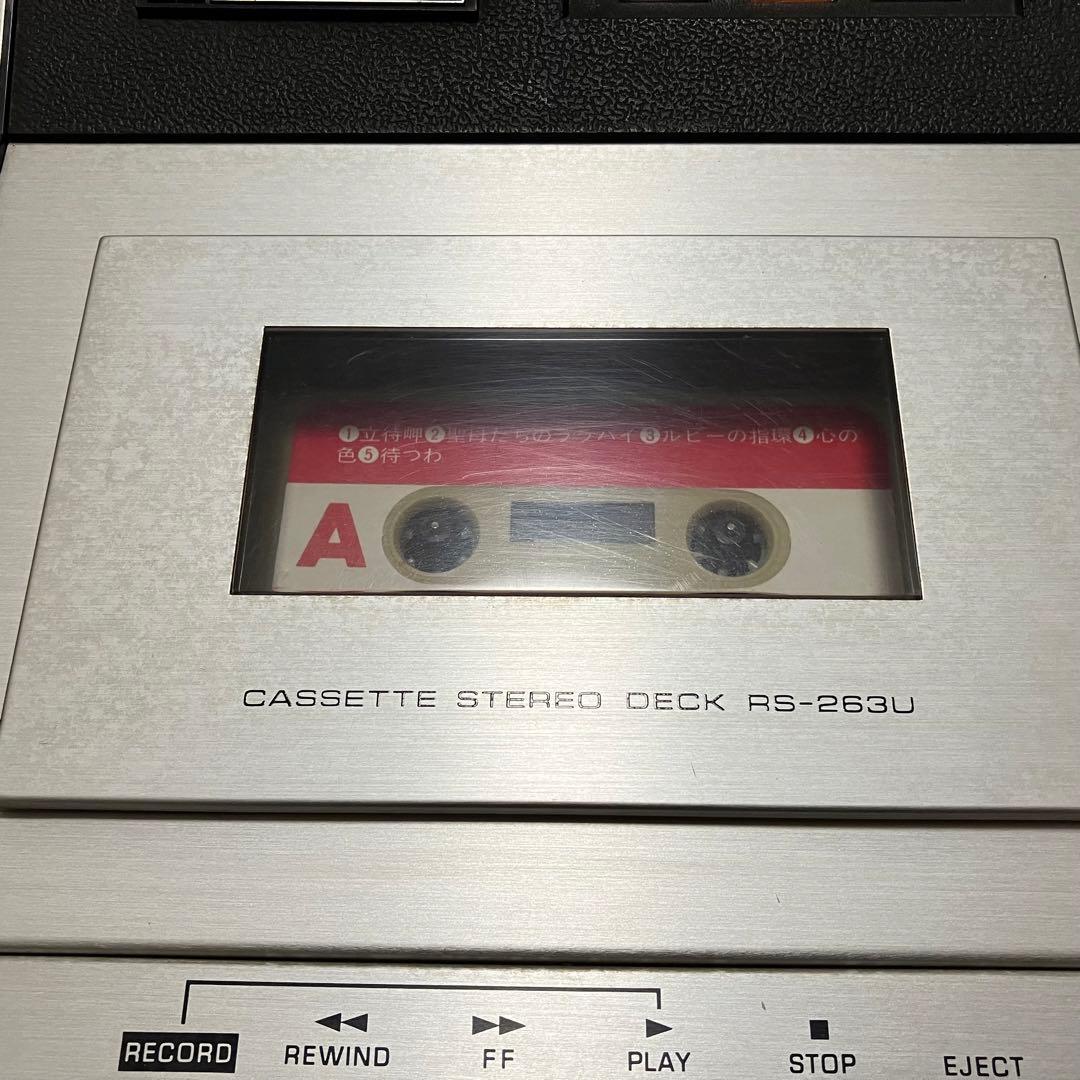 ❶立待岬❷聖母たちのララバイ❸ルビーの指環❹心の
色❺待つわ
A
CASSETTE STEREO DECK RS-263U
RECORD REWIND FF PLAY STOP EJECT